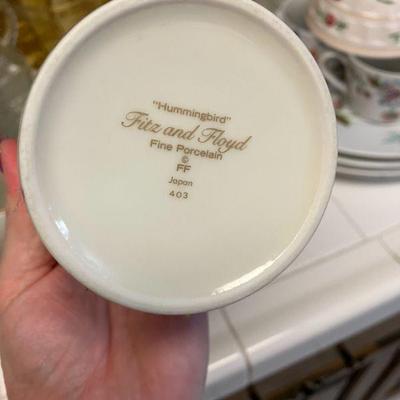 "Hummingbird"
Fitz and Floyd
Fine Porcelain
©
FF
Japan
403